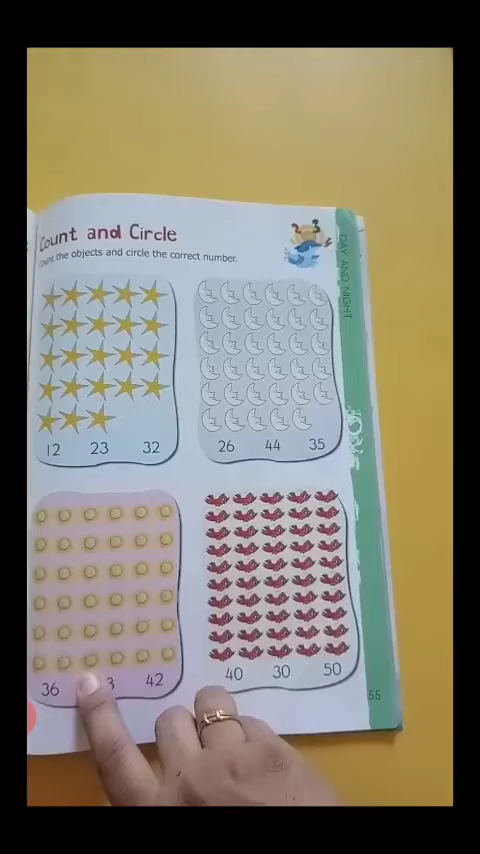 Count and Circle
Count the objects and circle the correct number.
DAY AND NIGHT
12 23 32
26 44 35
36 3 42
40 30 50
55